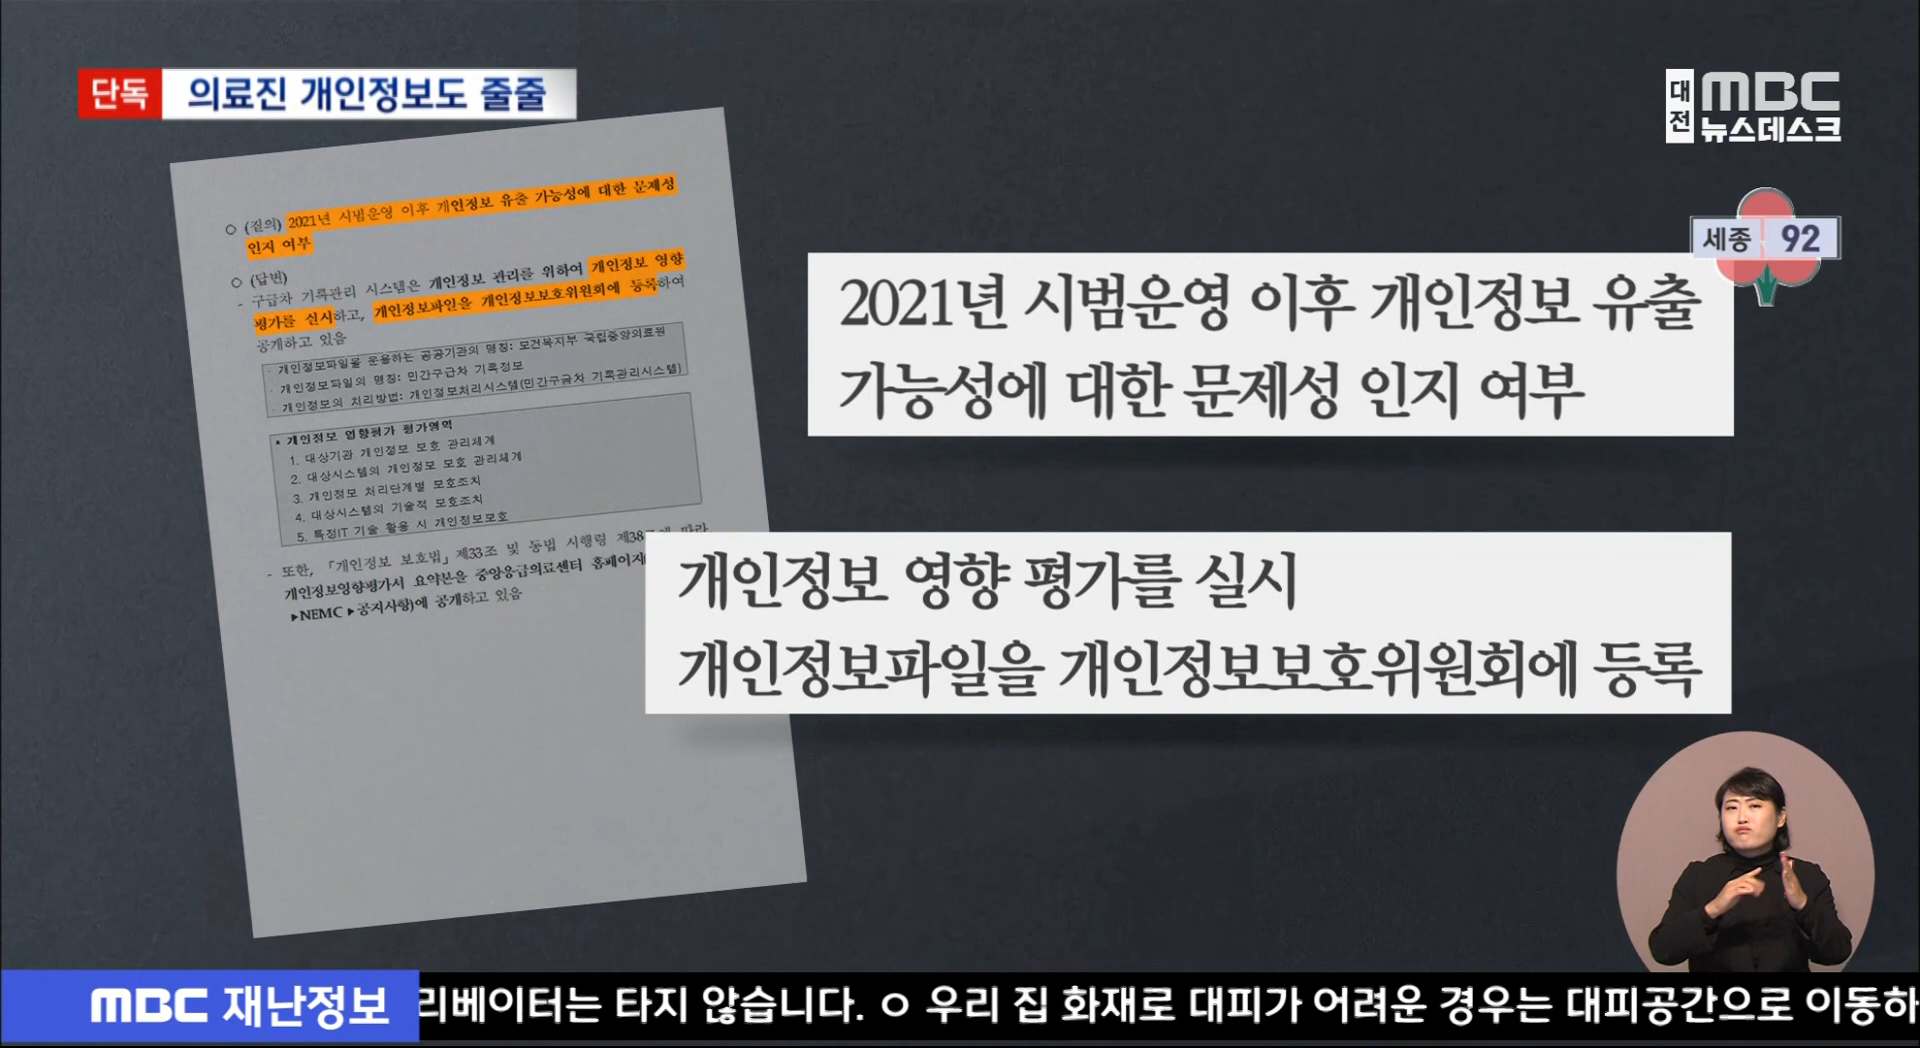 단독 의료진 개인정보도 줄줄
대전 MBC 뉴스데스크
세종 92
○ (질의) 2021년 시범운영 이후 개인정보 유출 가능성에 대한 문제성
인지 여부
○ (답변)
- 구급차 기록관리 시스템은 개인정보 관리를 위하여 개인정보 영향
평가를 실시하고, 개인정보파일을 개인정보보호위원회에 등록하여
공개하고 있음
· 개인정보파일을 운용하는 공공기관의 명칭: 보건복지부 국립중앙의료원
· 개인정보파일의 명칭: 민간구급차 기록정보
· 개인정보의 처리방법: 개인정보처리시스템(민간구급차 기록관리시스템)
▪ 개인정보 영향평가 평가영역
1. 대상기관 개인정보 보호 관리체계
2. 대상시스템의 개인정보 보호 관리체계
3. 개인정보 처리단계별 보호조치
4. 대상시스템의 기술적 보호조치
5. 특정IT 기술 활용 시 개인정보보호
- 또한, 「개인정보 보호법」 제33조 및 동법 시행령 제38조에 따라
개인정보영향평가서 요약본을 중앙응급의료센터 홈페이지
▸NEMC ▸공지사항)에 공개하고 있음
2021년 시범운영 이후 개인정보 유출
가능성에 대한 문제성 인지 여부
개인정보 영향 평가를 실시
개인정보파일을 개인정보보호위원회에 등록
MBC 재난정보 리베이터는 타지 않습니다. ㅇ 우리 집 화재로 대피가 어려운 경우는 대피공간으로 이동하